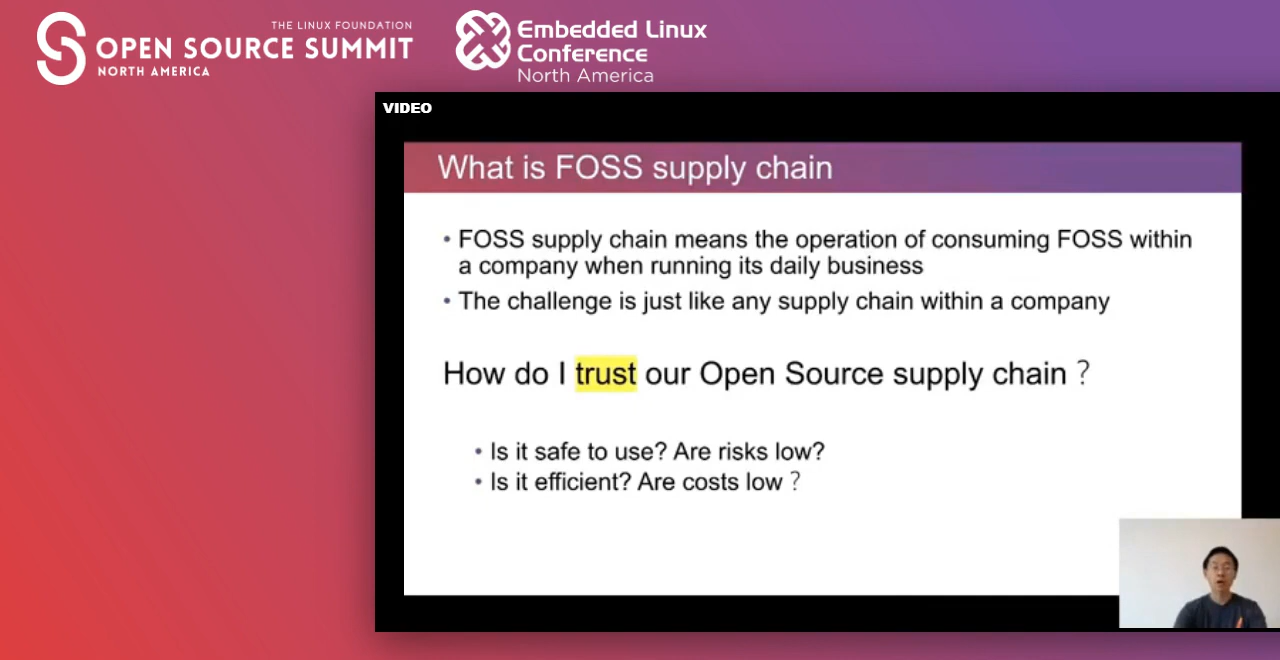 THE LINUX FOUNDATION
OPEN SOURCE SUMMIT
NORTH AMERICA
Embedded Linux
Conference
North America
VIDEO
What is FOSS supply chain
• FOSS supply chain means the operation of consuming FOSS within
a company when running its daily business
• The challenge is just like any supply chain within a company
How do I trust our Open Source supply chain？
• Is it safe to use? Are risks low?
• Is it efficient? Are costs low？